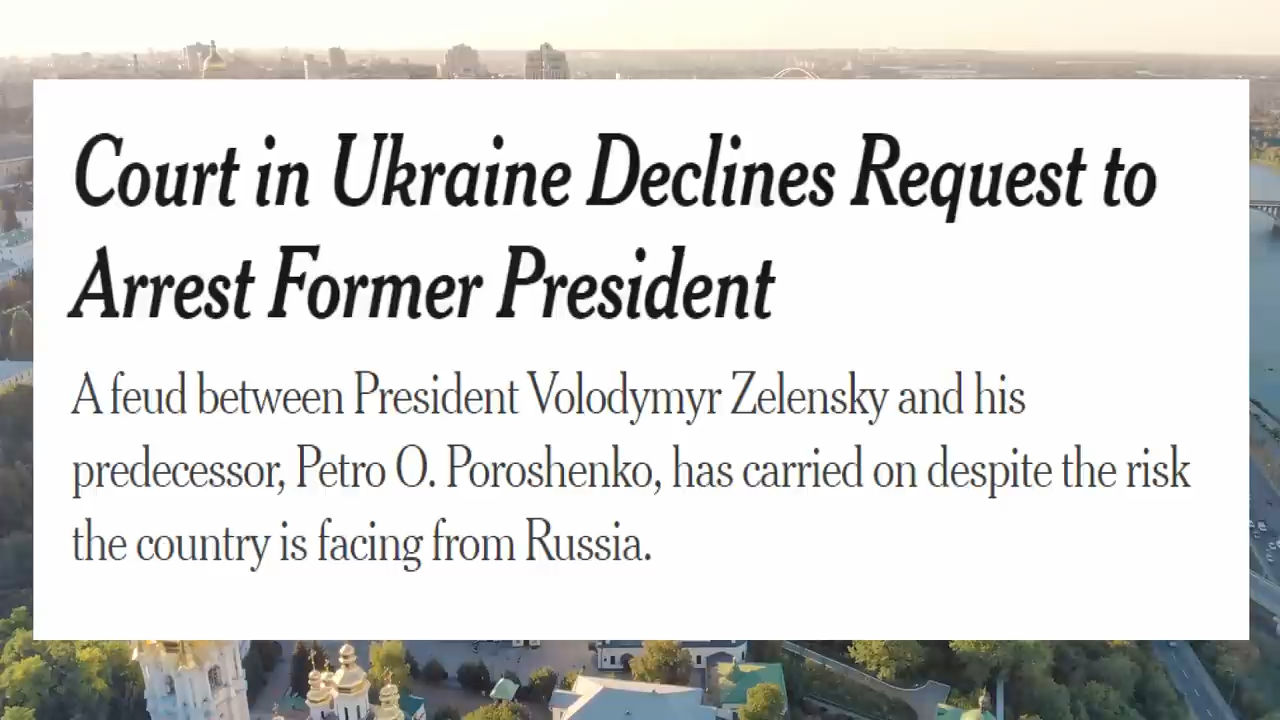 Court in Ukraine Declines Request to
Arrest Former President
A feud between President Volodymyr Zelensky and his
predecessor, Petro O. Poroshenko, has carried on despite the risk
the country is facing from Russia.